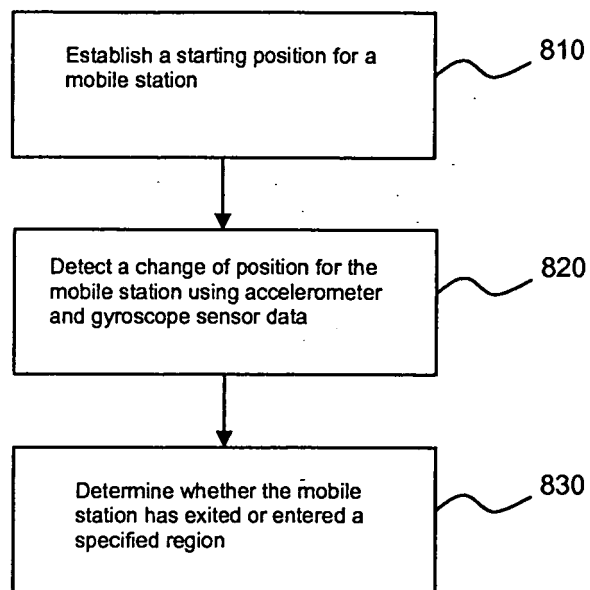 Establish a starting position for a
mobile station
810
Detect a change of position for the
mobile station using accelerometer
and gyroscope sensor data
820
Determine whether the mobile
station has exited or entered a
specified region
830